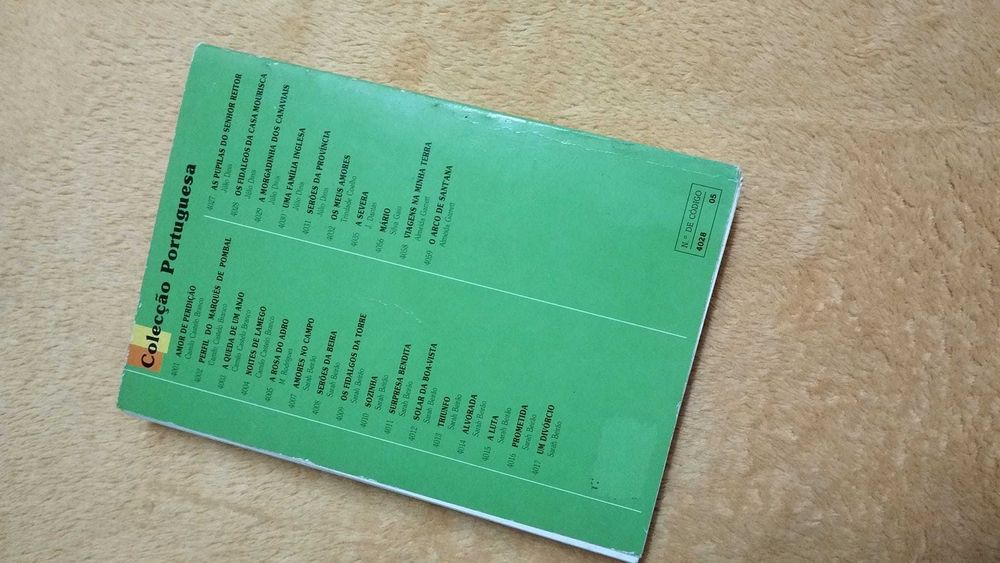 Colecção Portuguesa
4001 AMOR DE PERDIÇÃO
Camilo Castelo Branco
4002 PERFIL DO MARQUÊS DE POMBAL
Camilo Castelo Branco
4003 A QUEDA DE UM ANJO
Camilo Castelo Branco
4004 NOITES DE LAMEGO
Camilo Castelo Branco
4005 A ROSA DO ADRO
M. Rodrigues
4007 AMORES NO CAMPO
Sarah Beirão
4008 SERÕES DA BEIRA
Sarah Beirão
4009 OS FIDALGOS DA TORRE
Sarah Beirão
4010 SOZINHA
Sarah Beirão
4011 SURPRESA BENDITA
Sarah Beirão
4012 SOLAR DA BOA-VISTA
Sarah Beirão
4013 TRIUNFO
Sarah Beirão
4014 ALVORADA
Sarah Beirão
4015 A LUTA
Sarah Beirão
4016 PROMETIDA
Sarah Beirão
4017 UM DIVÓRCIO
Sarah Beirão
4027 AS PUPILAS DO SENHOR REITOR
Júlio Dinis
4028 OS FIDALGOS DA CASA MOURISCA
Júlio Dinis
4029 A MORGADINHA DOS CANAVIAIS
Júlio Dinis
4030 UMA FAMÍLIA INGLESA
Júlio Dinis
4031 SERÕES DA PROVÍNCIA
Júlio Dinis
4032 OS MEUS AMORES
Trindade Coelho
4035 A SEVERA
J. Dantas
4056 MÁRIO
Silva Gaio
4058 VIAGENS NA MINHA TERRA
Almeida Garrett
4059 O ARCO DE SANT'ANA
Almeida Garrett
N.º DE CÓDIGO
4028 05